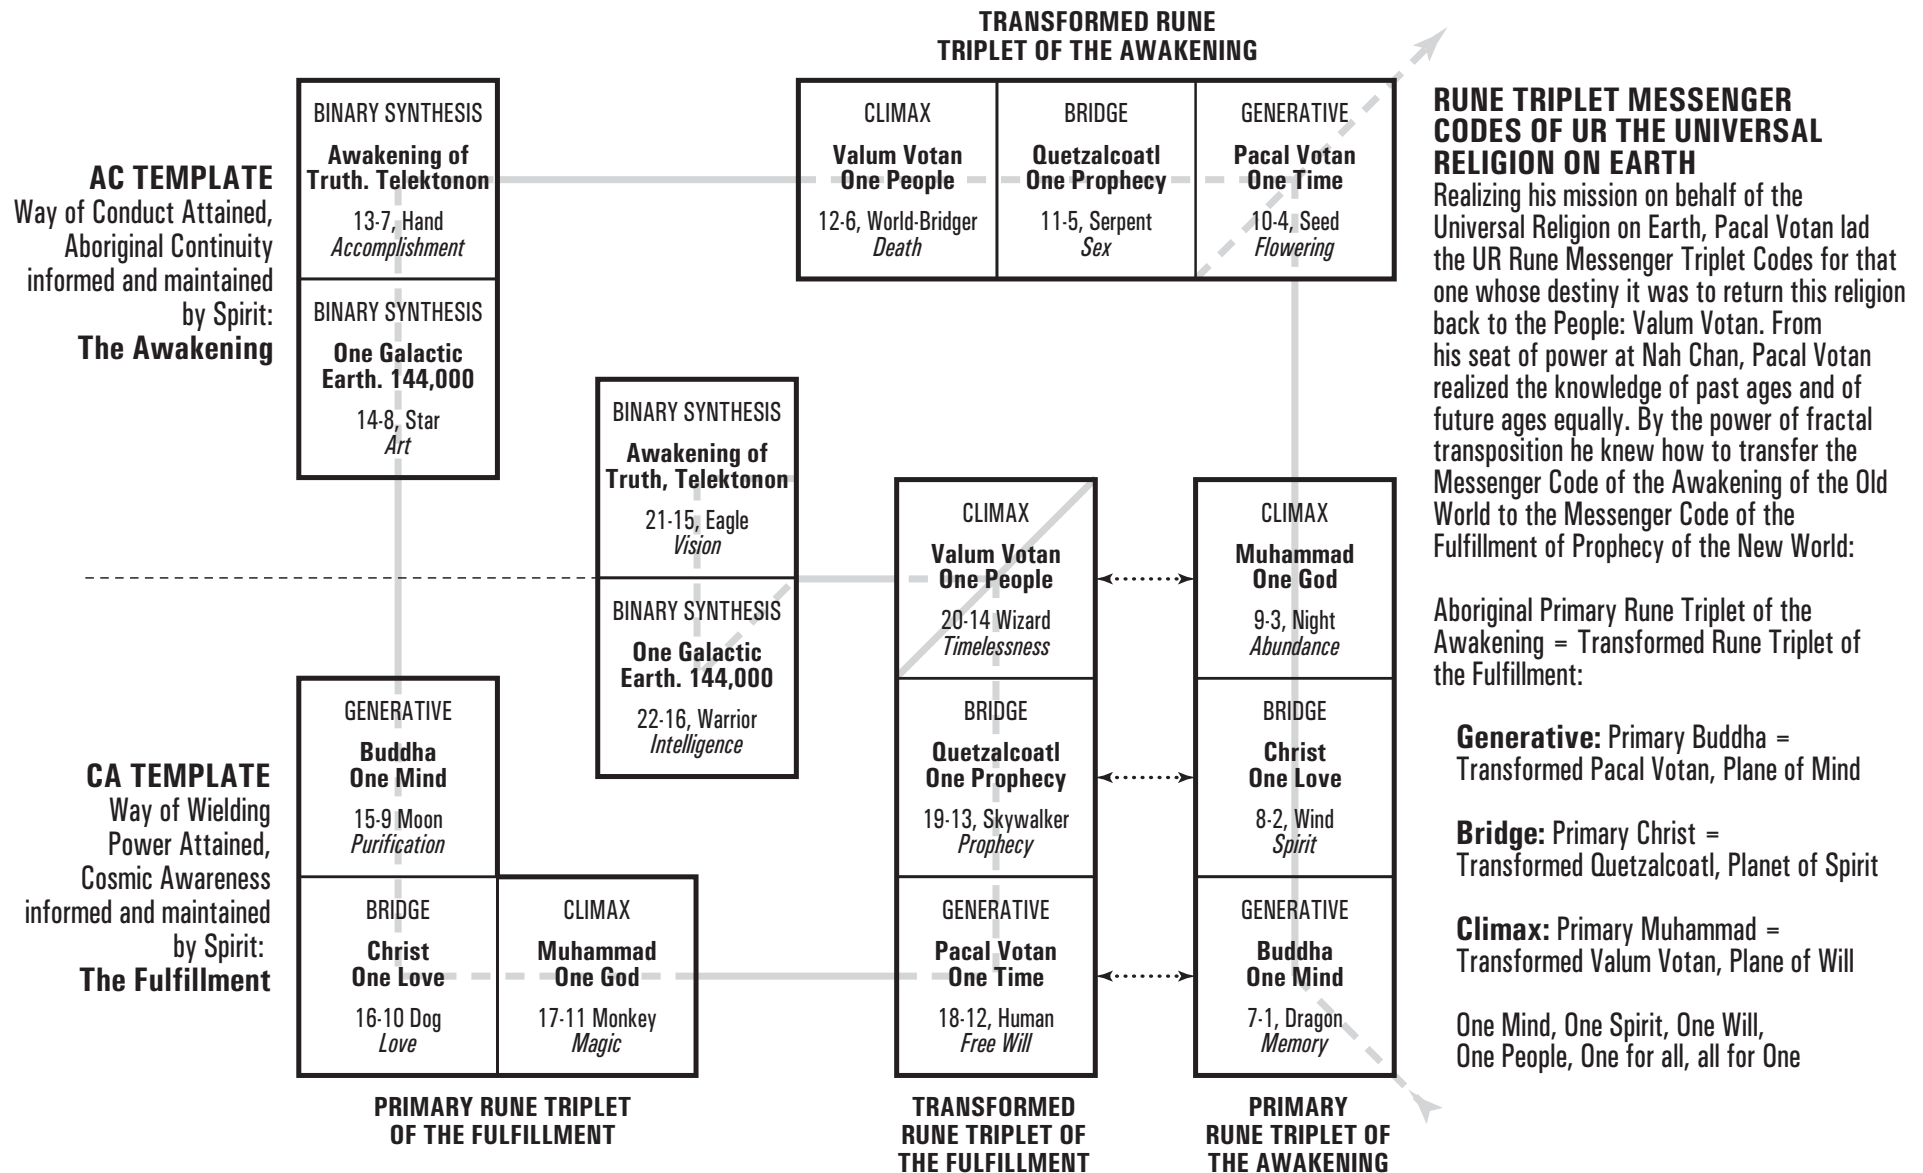 TRANSFORMED RUNE
TRIPLET OF THE AWAKENING
AC TEMPLATE
Way of Conduct Attained,
Aboriginal Continuity
informed and maintained
by Spirit:
The Awakening
BINARY SYNTHESIS
Awakening of
Truth. Telektonon
13-7, Hand
Accomplishment
BINARY SYNTHESIS
One Galactic
Earth. 144,000
14-8, Star
Art
CLIMAX
Valum Votan
One People
12-6, World-Bridger
Death
BRIDGE
Quetzalcoatl
One Prophecy
11-5, Serpent
Sex
GENERATIVE
Pacal Votan
One Time
10-4, Seed
Flowering
BINARY SYNTHESIS
Awakening of
Truth, Telektonon
21-15, Eagle
Vision
BINARY SYNTHESIS
One Galactic
Earth. 144,000
22-16, Warrior
Intelligence
CLIMAX
Valum Votan
One People
20-14 Wizard
Timelessness
BRIDGE
Quetzalcoatl
One Prophecy
19-13, Skywalker
Prophecy
GENERATIVE
Pacal Votan
One Time
18-12, Human
Free Will
CLIMAX
Muhammad
One God
9-3, Night
Abundance
BRIDGE
Christ
One Love
8-2, Wind
Spirit
GENERATIVE
Buddha
One Mind
7-1, Dragon
Memory
CA TEMPLATE
Way of Wielding
Power Attained,
Cosmic Awareness
informed and maintained
by Spirit:
The Fulfillment
GENERATIVE
Buddha
One Mind
15-9 Moon
Purification
BRIDGE
Christ
One Love
16-10 Dog
Love
CLIMAX
Muhammad
One God
17-11 Monkey
Magic
PRIMARY RUNE TRIPLET
OF THE FULFILLMENT
TRANSFORMED
RUNE TRIPLET OF
THE FULFILLMENT
PRIMARY
RUNE TRIPLET OF
THE AWAKENING
RUNE TRIPLET MESSENGER
CODES OF UR THE UNIVERSAL
RELIGION ON EARTH
Realizing his mission on behalf of the
Universal Religion on Earth, Pacal Votan lad
the UR Rune Messenger Triplet Codes for that
one whose destiny it was to return this religion
back to the People: Valum Votan. From
his seat of power at Nah Chan, Pacal Votan
realized the knowledge of past ages and of
future ages equally. By the power of fractal
transposition he knew how to transfer the
Messenger Code of the Awakening of the Old
World to the Messenger Code of the
Fulfillment of Prophecy of the New World:
Aboriginal Primary Rune Triplet of the
Awakening = Transformed Rune Triplet of
the Fulfillment:
Generative: Primary Buddha =
Transformed Pacal Votan, Plane of Mind
Bridge: Primary Christ =
Transformed Quetzalcoatl, Planet of Spirit
Climax: Primary Muhammad =
Transformed Valum Votan, Plane of Will
One Mind, One Spirit, One Will,
One People, One for all, all for One